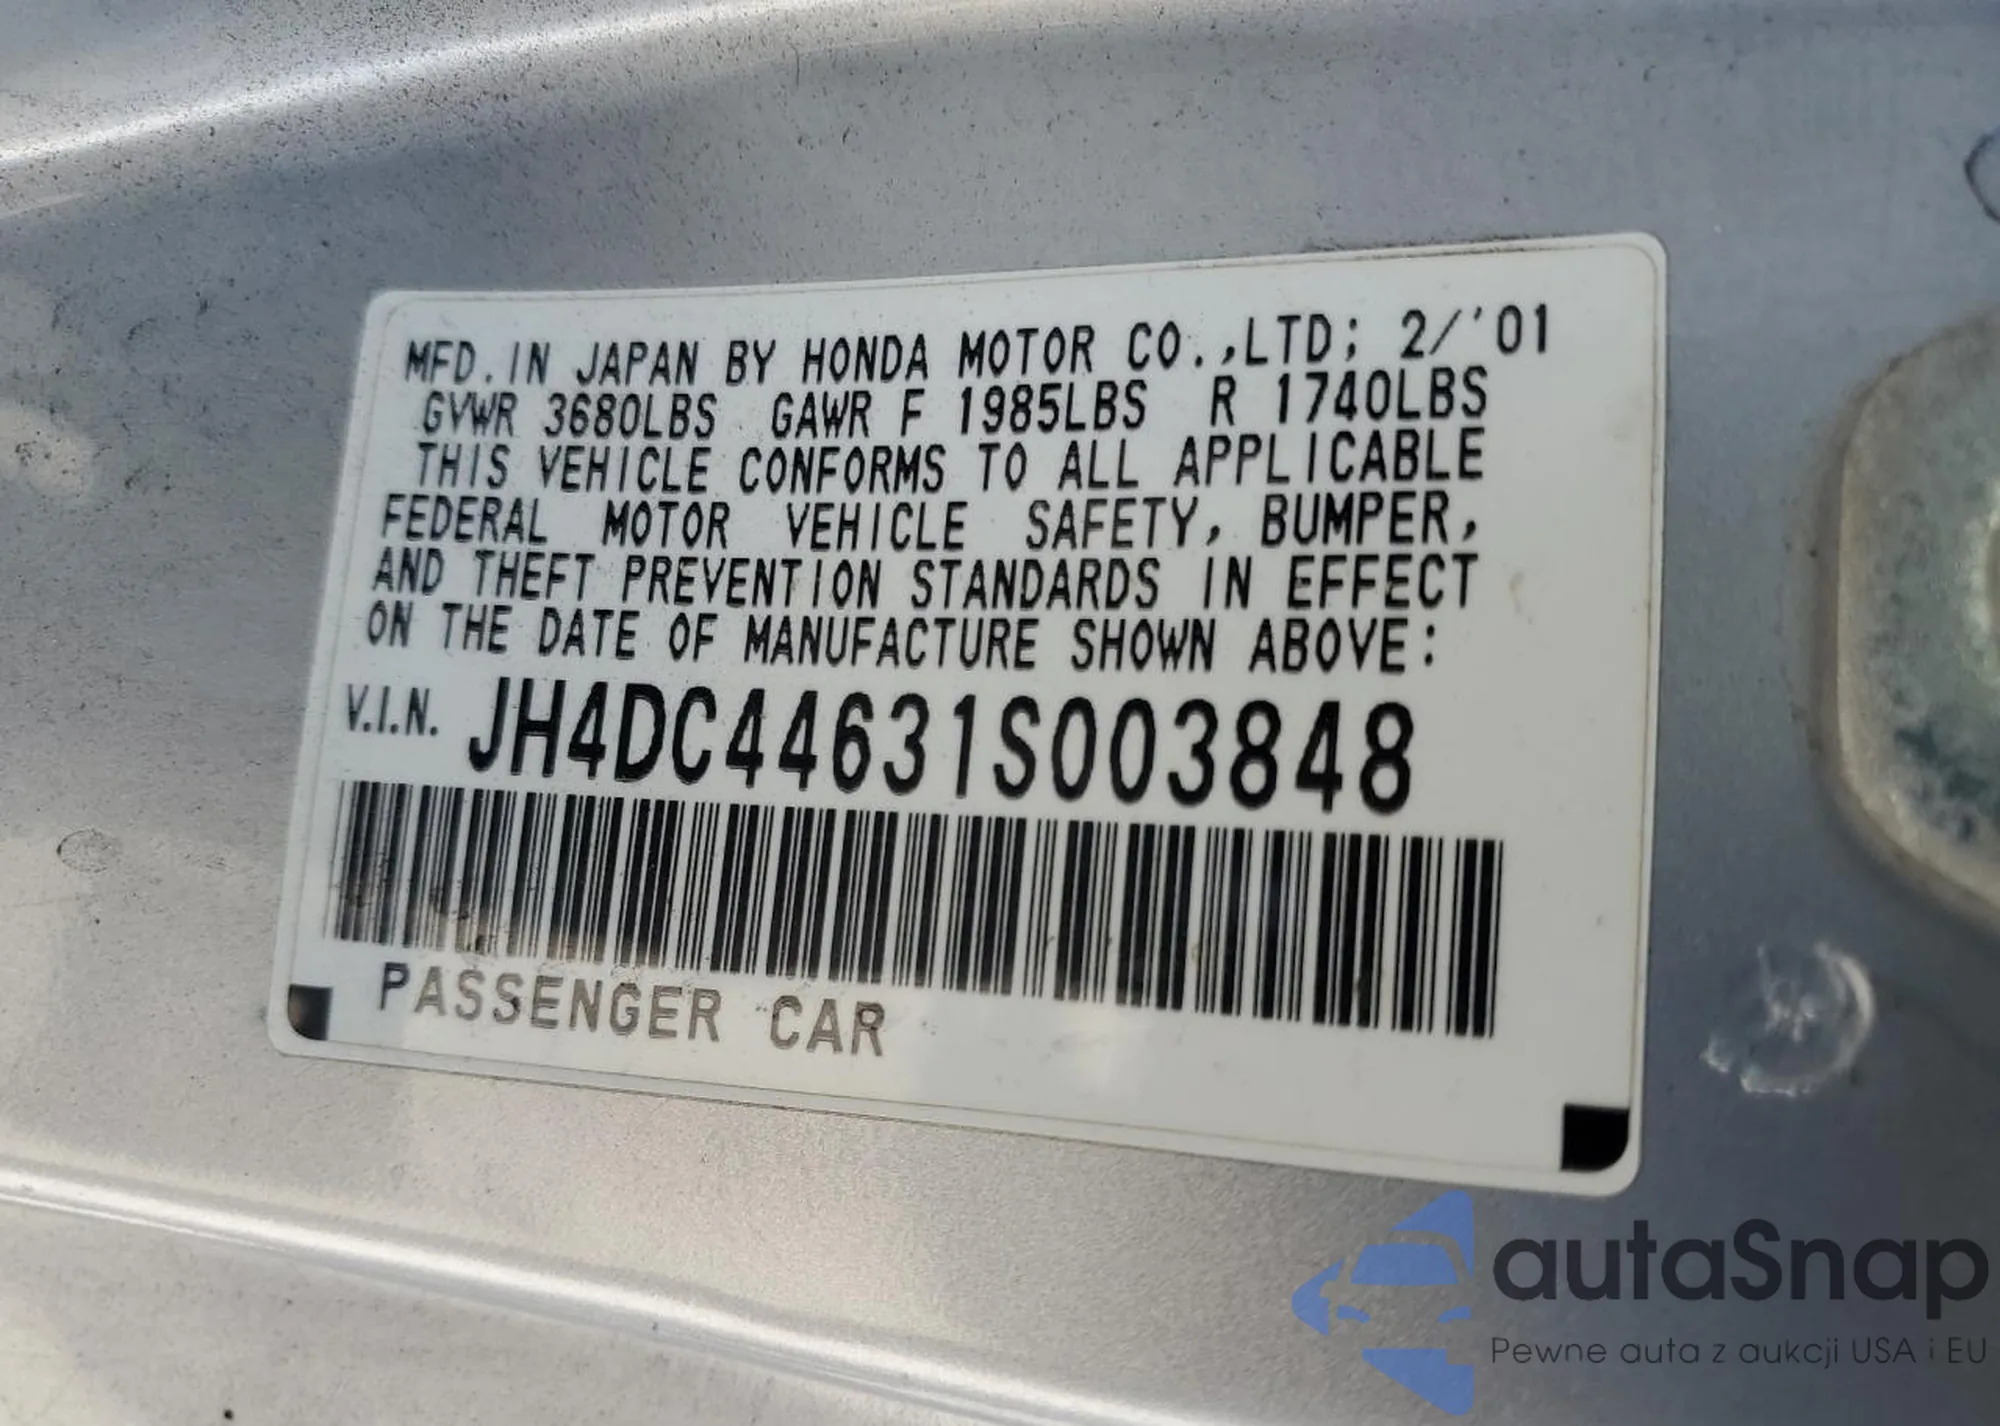 MFD. IN JAPAN BY HONDA MOTOR CO.,LTD; 2/'01
GVWR 3680LBS GAWR F 1985LBS R 1740LBS
THIS VEHICLE CONFORMS TO ALL APPLICABLE
FEDERAL MOTOR VEHICLE SAFETY, BUMPER,
AND THEFT PREVENTION STANDARDS IN EFFECT
ON THE DATE OF MANUFACTURE SHOWN ABOVE:
V.I.N. JH4DC44631S003848
PASSENGER CAR
autaSnap
Pewne auta z aukcji USA i EU